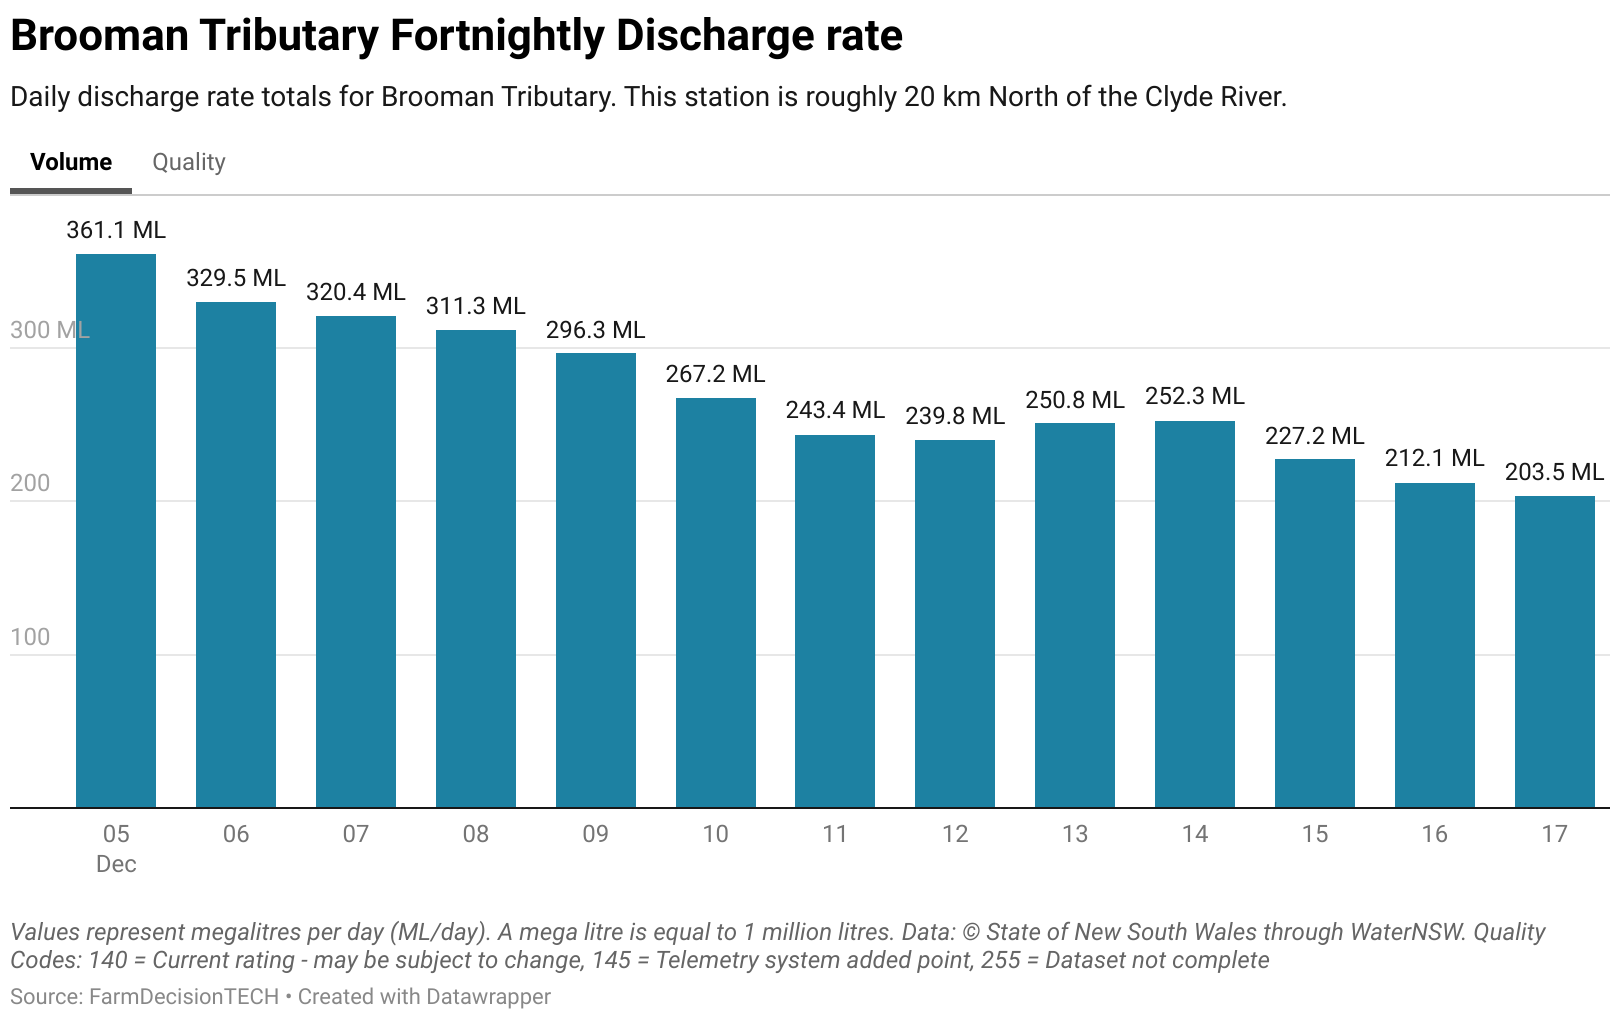 Brooman Tributary Fortnightly Discharge rate
Daily discharge rate totals for Brooman Tributary. This station is roughly 20 km North of the Clyde River.
Volume Quality
361.1 ML
329.5 ML
320.4 ML
311.3 ML
296.3 ML
267.2 ML
243.4 ML
239.8 ML
250.8 ML
252.3 ML
227.2 ML
212.1 ML
203.5 ML
300 ML
200
100
05 06 07 08 09 10 11 12 13 14 15 16 17
Dec
Values represent megalitres per day (ML/day). A mega litre is equal to 1 million litres. Data: © State of New South Wales through WaterNSW. Quality
Codes: 140 = Current rating - may be subject to change, 145 = Telemetry system added point, 255 = Dataset not complete
Source: FarmDecisionTECH • Created with Datawrapper